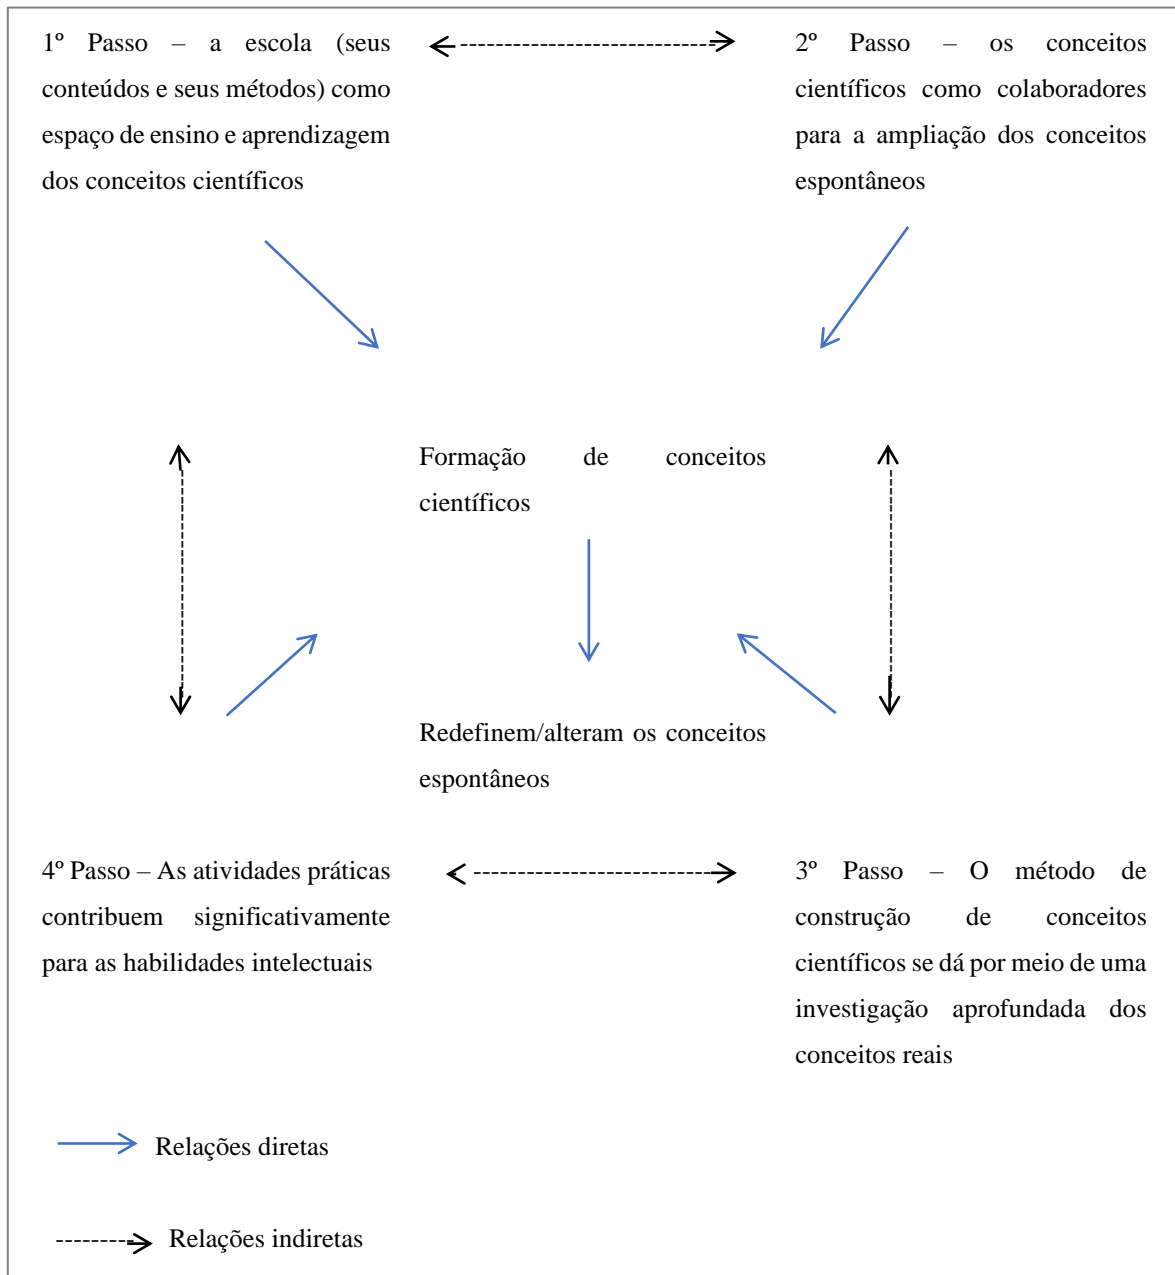 1º Passo – a escola (seus
conteúdos e seus métodos) como
espaço de ensino e aprendizagem
dos conceitos científicos
2º Passo – os conceitos
científicos como colaboradores
para a ampliação dos conceitos
espontâneos
Formação de conceitos
científicos
Redefinem/alteram os conceitos
espontâneos
4º Passo – As atividades práticas
contribuem significativamente
para as habilidades intelectuais
3º Passo – O método de
construção de conceitos
científicos se dá por meio de uma
investigação aprofundada dos
conceitos reais
Relações diretas
Relações indiretas